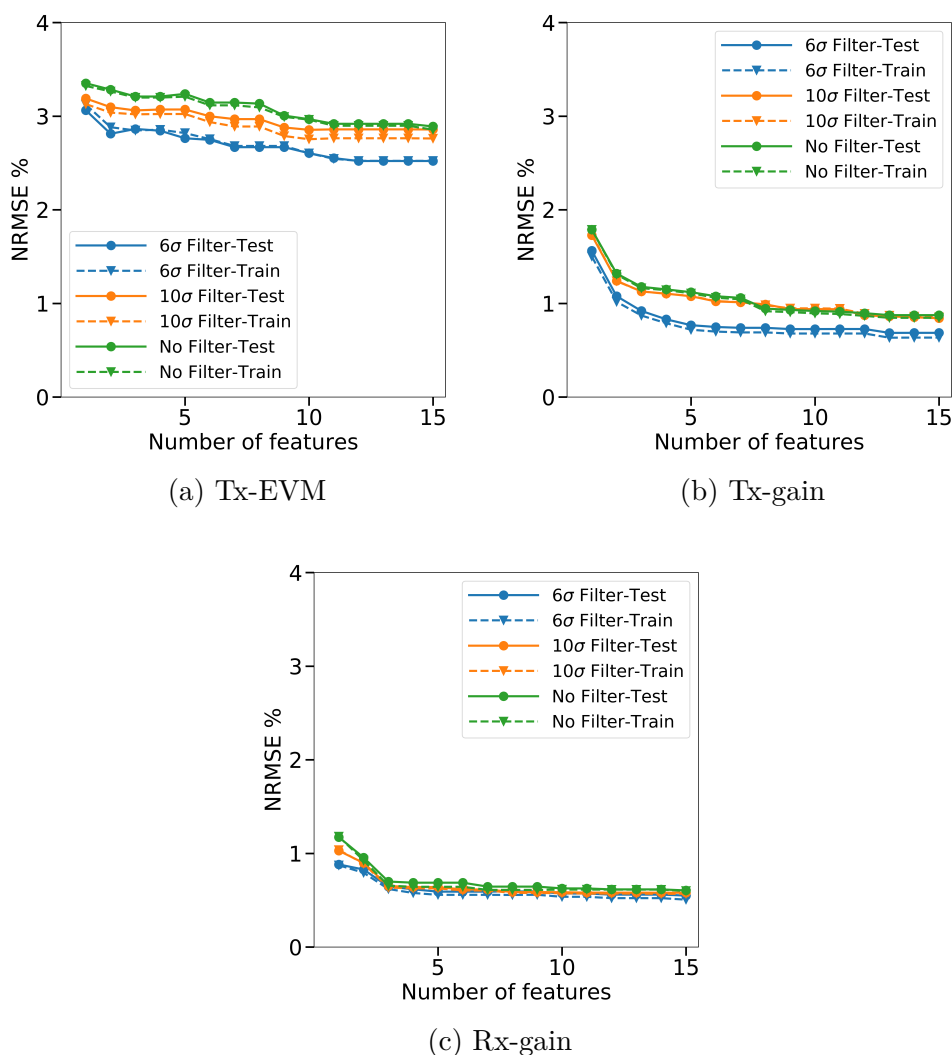 4
3
2
1
0
NRMSE %
6σ Filter-Test
6σ Filter-Train
10σ Filter-Test
10σ Filter-Train
No Filter-Test
No Filter-Train
5 10 15
Number of features
(a) Tx-EVM
4
3
2
1
0
NRMSE %
6σ Filter-Test
6σ Filter-Train
10σ Filter-Test
10σ Filter-Train
No Filter-Test
No Filter-Train
5 10 15
Number of features
(b) Tx-gain
4
3
2
1
0
NRMSE %
6σ Filter-Test
6σ Filter-Train
10σ Filter-Test
10σ Filter-Train
No Filter-Test
No Filter-Train
5 10 15
Number of features
(c) Rx-gain